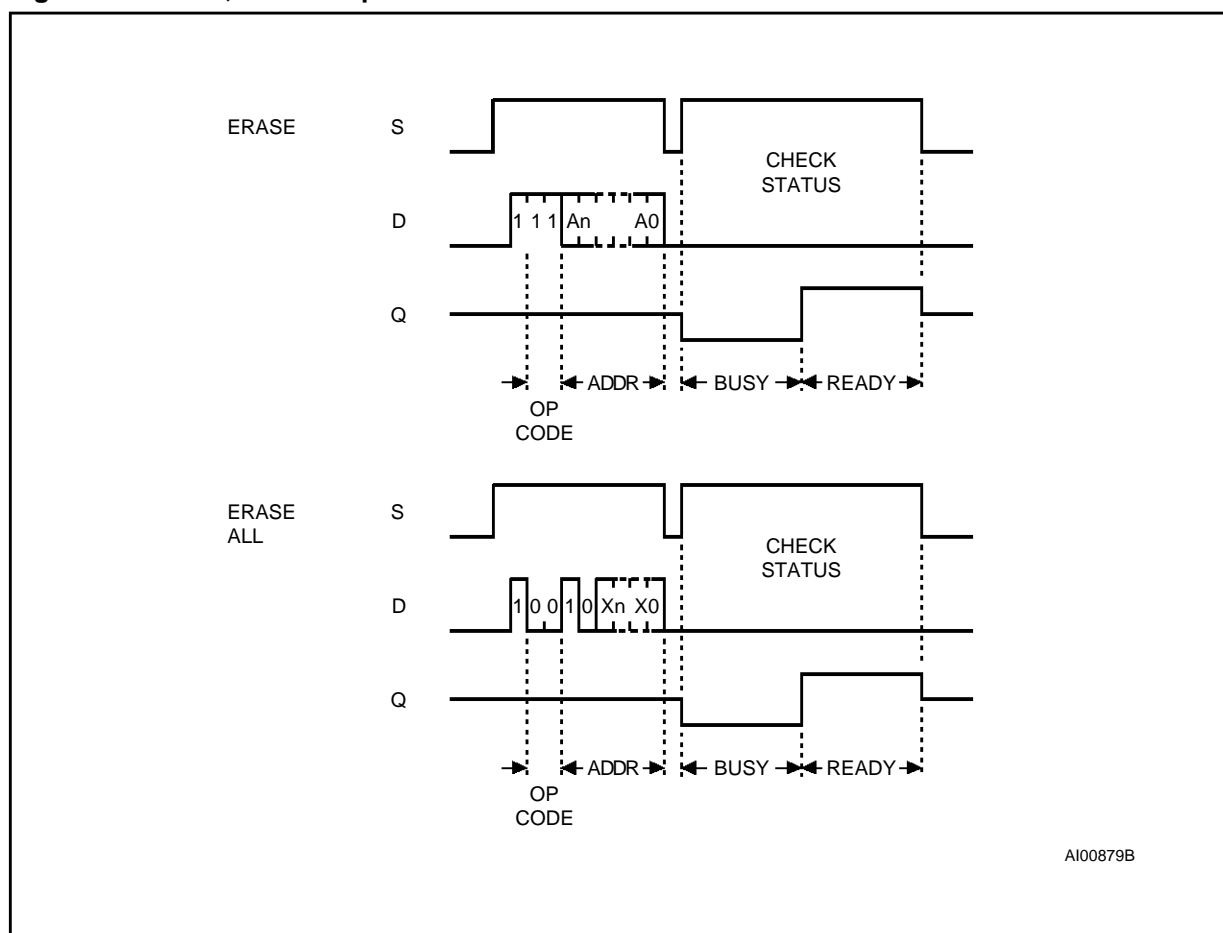 ERASE S
CHECK
STATUS
D 1 1 1 An A0
Q
ADDR BUSY READY
OP
CODE
ERASE
ALL
S
CHECK
STATUS
D 1 0 0 1 0 Xn X0
Q
ADDR BUSY READY
OP
CODE
AI00879B